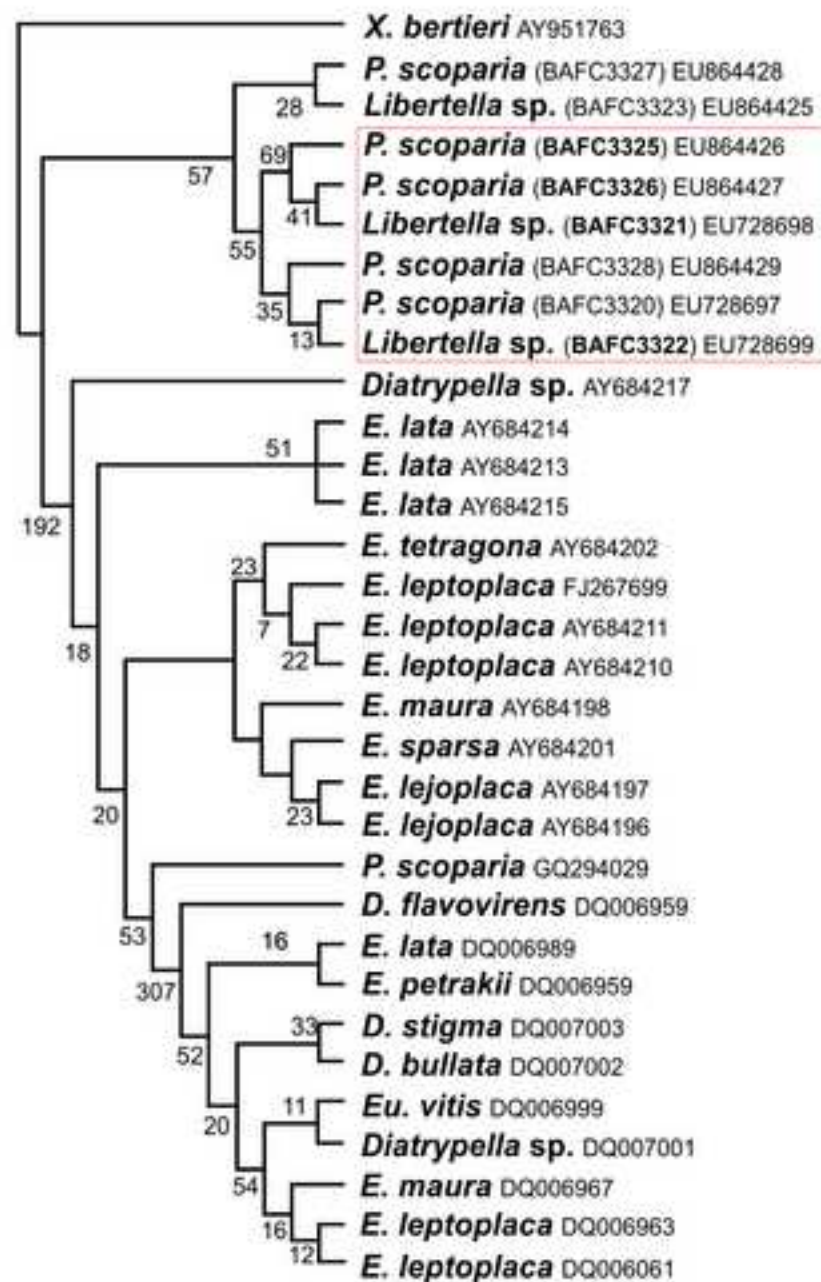 X. bertieri AY951763
P. scoparia (BAFC3327) EU864428
28
Libertella sp. (BAFC3323) EU864425
69
P. scoparia (BAFC3325) EU864426
57
P. scoparia (BAFC3326) EU864427
41
Libertella sp. (BAFC3321) EU728698
55
P. scoparia (BAFC3328) EU864429
35
P. scoparia (BAFC3320) EU728697
13
Libertella sp. (BAFC3322) EU728699
Diatrypella sp. AY684217
E. lata AY684214
51
E. lata AY684213
E. lata AY684215
192
E. tetragona AY684202
23
E. leptoplaca FJ267699
7
E. leptoplaca AY684211
18
22
E. leptoplaca AY684210
E. maura AY684198
E. sparsa AY684201
E. lejoplaca AY684197
20
23
E. lejoplaca AY684196
P. scoparia GQ294029
D. flavovirens DQ006959
53
16
E. lata DQ006989
307
E. petrakii DQ006959
33
D. stigma DQ007003
52
D. bullata DQ007002
11
Eu. vitis DQ006999
20
Diatrypella sp. DQ007001
54
E. maura DQ006967
16
E. leptoplaca DQ006963
12
E. leptoplaca DQ006061